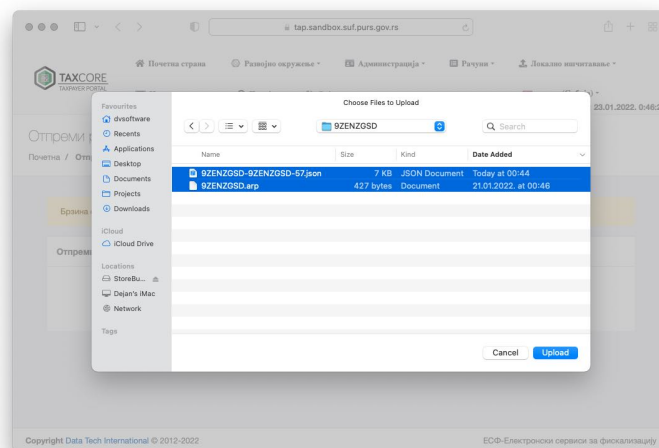 tap.sandbox.suf.purs.gov.rs
TAXCORE
TAXPAYER PORTAL
Почетна страна
Развојно окружење
Администрација
Рачуни
Локално ишчитавање
23.01.2022. 0:46:2
Отпреми
Почетна /
Брзина
Отпреми
Choose Files to Upload
Favourites
dvsoftware
Recents
Applications
Desktop
Documents
Projects
Downloads
iCloud
iCloud Drive
Locations
StoreBu...
Dejan's iMac
Network
Tags
9ZENZGSD
Search
Name Size Kind Date Added
9ZENZGSD-9ZENZGSD-57.json 7 KB JSON Document Today at 00:44
9ZENZGSD.arp 427 bytes Document 21.01.2022. at 00:46
Cancel Upload
Copyright Data Tech International © 2012-2022
ЕСФ-Електронски сервиси за фискализацију